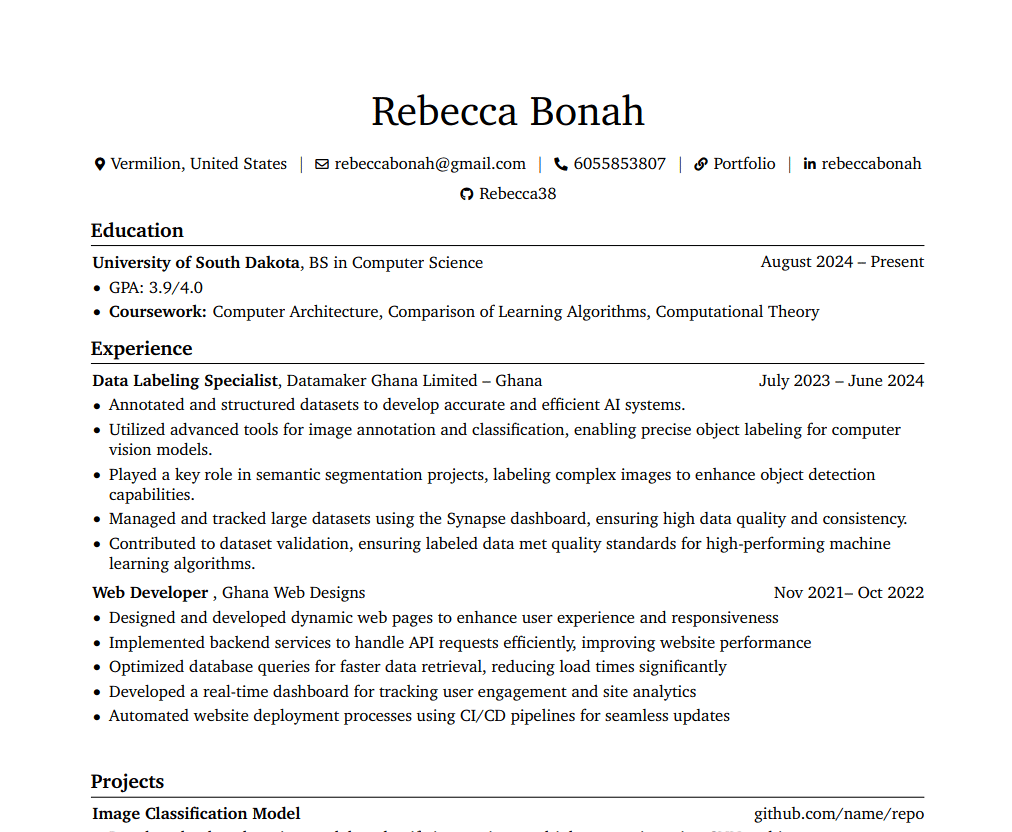 Rebecca Bonah
Vermilion, United States | rebeccabonah@gmail.com | 6055853807 | Portfolio | rebeccabonah
Rebecca38
Education
University of South Dakota, BS in Computer Science August 2024 – Present
• GPA: 3.9/4.0
• Coursework: Computer Architecture, Comparison of Learning Algorithms, Computational Theory
Experience
Data Labeling Specialist, Datamaker Ghana Limited – Ghana July 2023 – June 2024
• Annotated and structured datasets to develop accurate and efficient AI systems.
• Utilized advanced tools for image annotation and classification, enabling precise object labeling for computer
vision models.
• Played a key role in semantic segmentation projects, labeling complex images to enhance object detection
capabilities.
• Managed and tracked large datasets using the Synapse dashboard, ensuring high data quality and consistency.
• Contributed to dataset validation, ensuring labeled data met quality standards for high-performing machine
learning algorithms.
Web Developer , Ghana Web Designs Nov 2021– Oct 2022
• Designed and developed dynamic web pages to enhance user experience and responsiveness
• Implemented backend services to handle API requests efficiently, improving website performance
• Optimized database queries for faster data retrieval, reducing load times significantly
• Developed a real-time dashboard for tracking user engagement and site analytics
• Automated website deployment processes using CI/CD pipelines for seamless updates
Projects
Image Classification Model github.com/name/repo